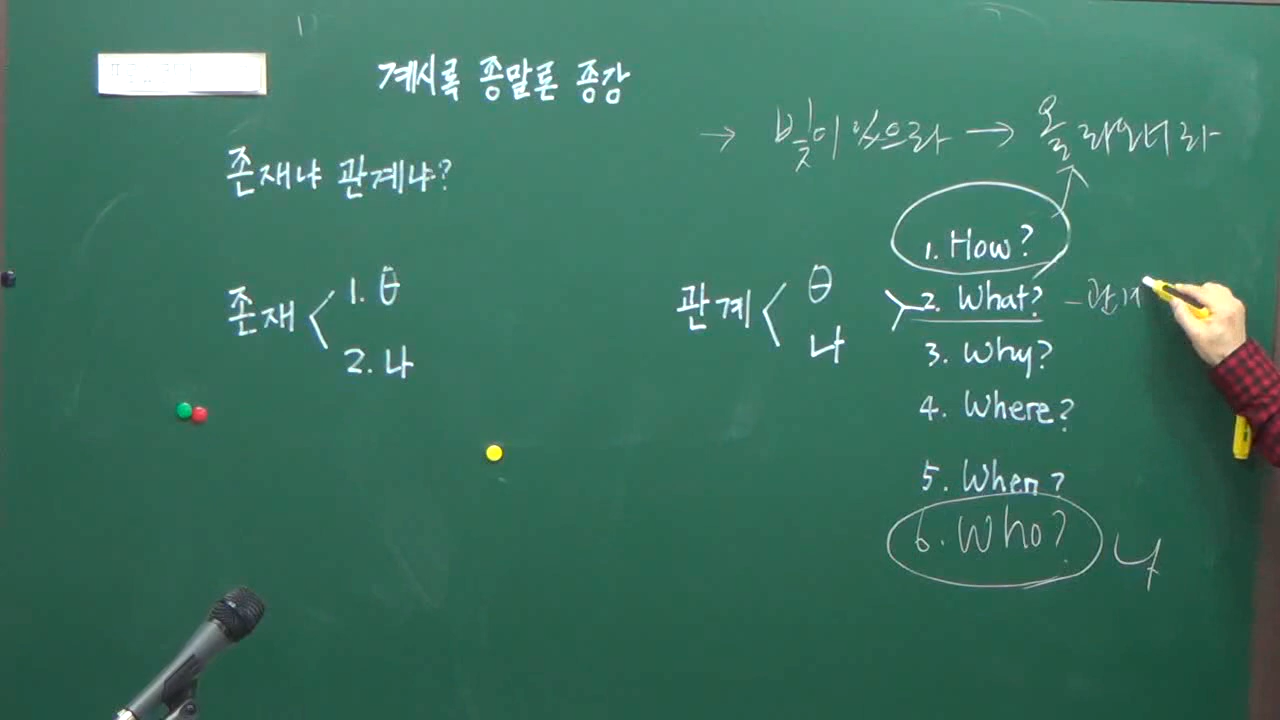 계시록 종말론 종강
→ 빛이 있으라 → 올라오너라
존재냐 관계냐?
1. How?
존재 < 1. θ
2. 나
관계 < θ
나
2. What? - 관계
3. Why?
4. Where?
5. When?
6. Who? 나